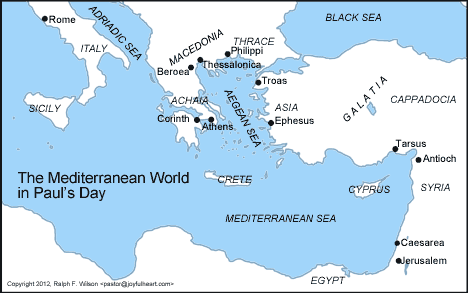 BLACK SEA
Rome
ADRIADIC SEA
ITALY
MACEDONIA
THRACE
Philippi
Thessalonica
Beroea
Troas
GALATIA
CAPPADOCIA
SICILY
ACHAIA
AEGEAN SEA
ASIA
Corinth
Athens
Ephesus
Tarsus
Antioch
The Mediterranean World
in Paul's Day
CRETE
CYPRUS
SYRIA
MEDITERRANEAN SEA
Caesarea
Jerusalem
EGYPT
Copyright 2012, Ralph F. Wilson <pastor@joyfulheart.com>